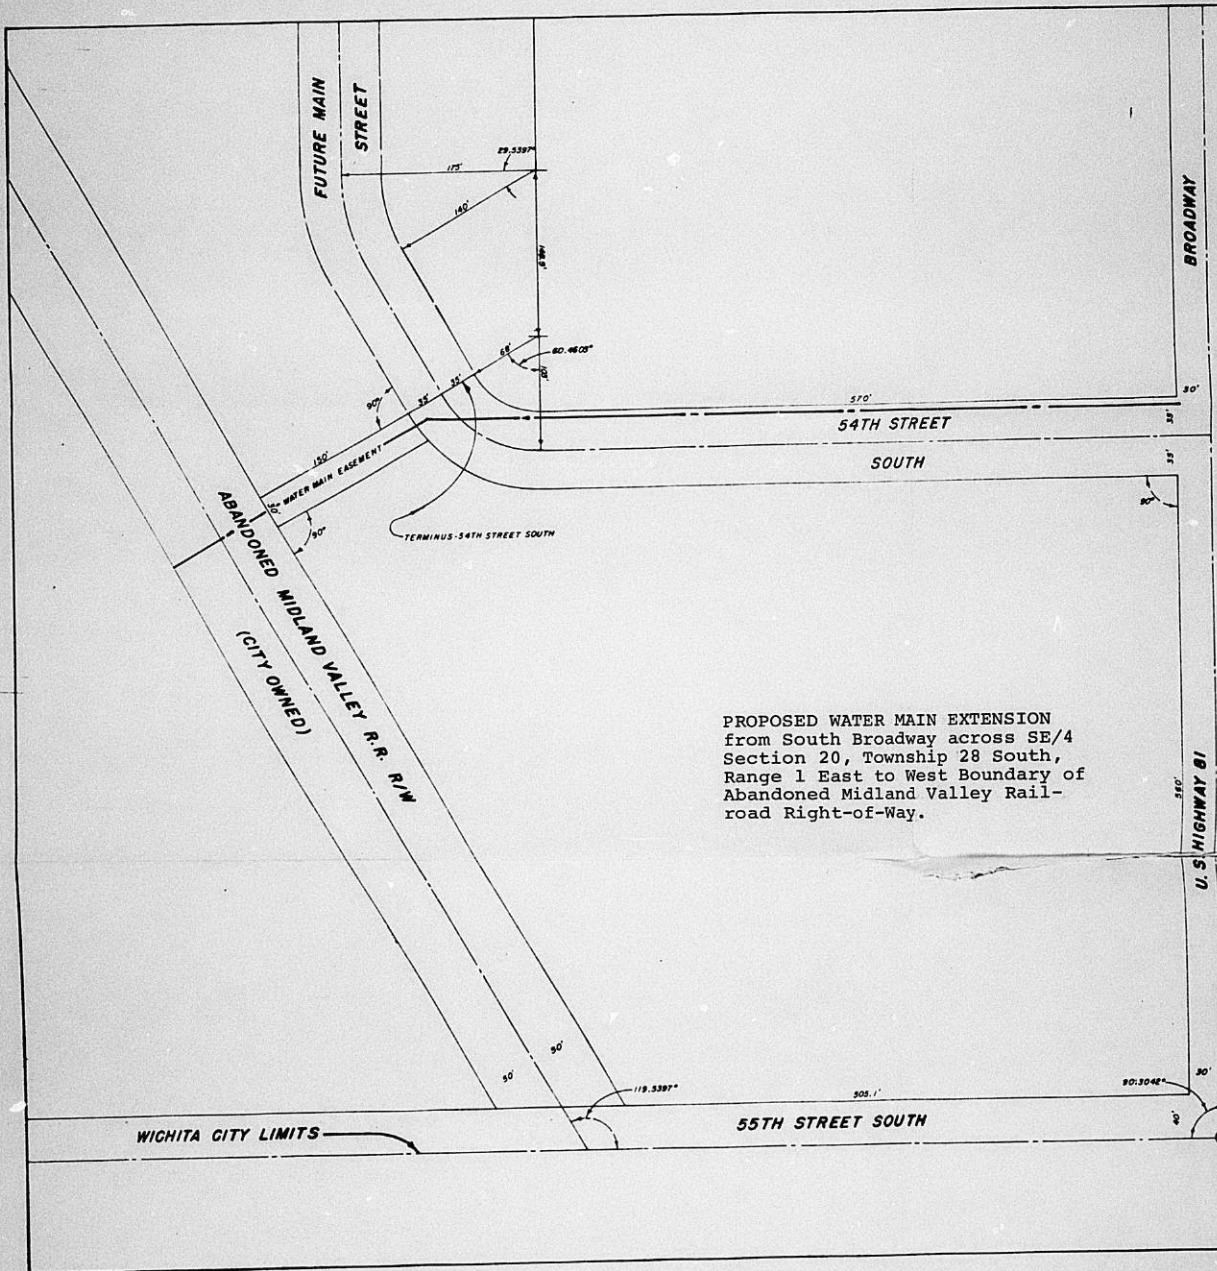 FUTURE MAIN
STREET
BROADWAY
29.5397°
175'
140'
68'
60.4603°
105'
35'
35'
90°
570'
30'
54TH STREET
35'
SOUTH
35'
90°
150'
WATER MAIN EASEMENT
30'
90°
TERMINUS-54TH STREET SOUTH
ABANDONED MIDLAND VALLEY R.R. R/W
(CITY OWNED)
PROPOSED WATER MAIN EXTENSION
from South Broadway across SE/4
Section 20, Township 28 South,
Range 1 East to West Boundary of
Abandoned Midland Valley Rail-
road Right-of-Way.
560'
U.S. HIGHWAY 81
50'
50'
119.5397°
505.1'
90.3042°
30'
55TH STREET SOUTH
40'
WICHITA CITY LIMITS